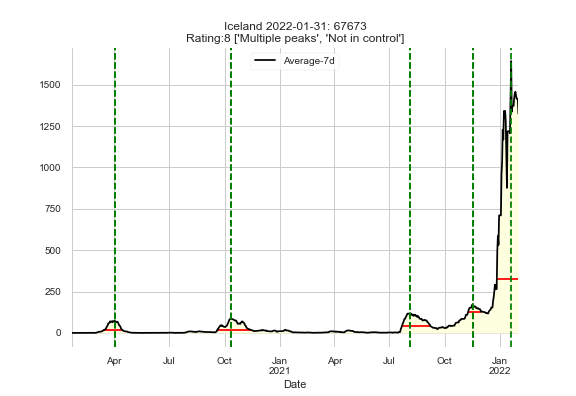 Iceland 2022-01-31: 67673
Rating:8 ['Multiple peaks', 'Not in control']
Average-7d
1500
1250
1000
750
500
250
0
Apr Jul Oct Jan Apr Jul Oct Jan
2021 2022
Date